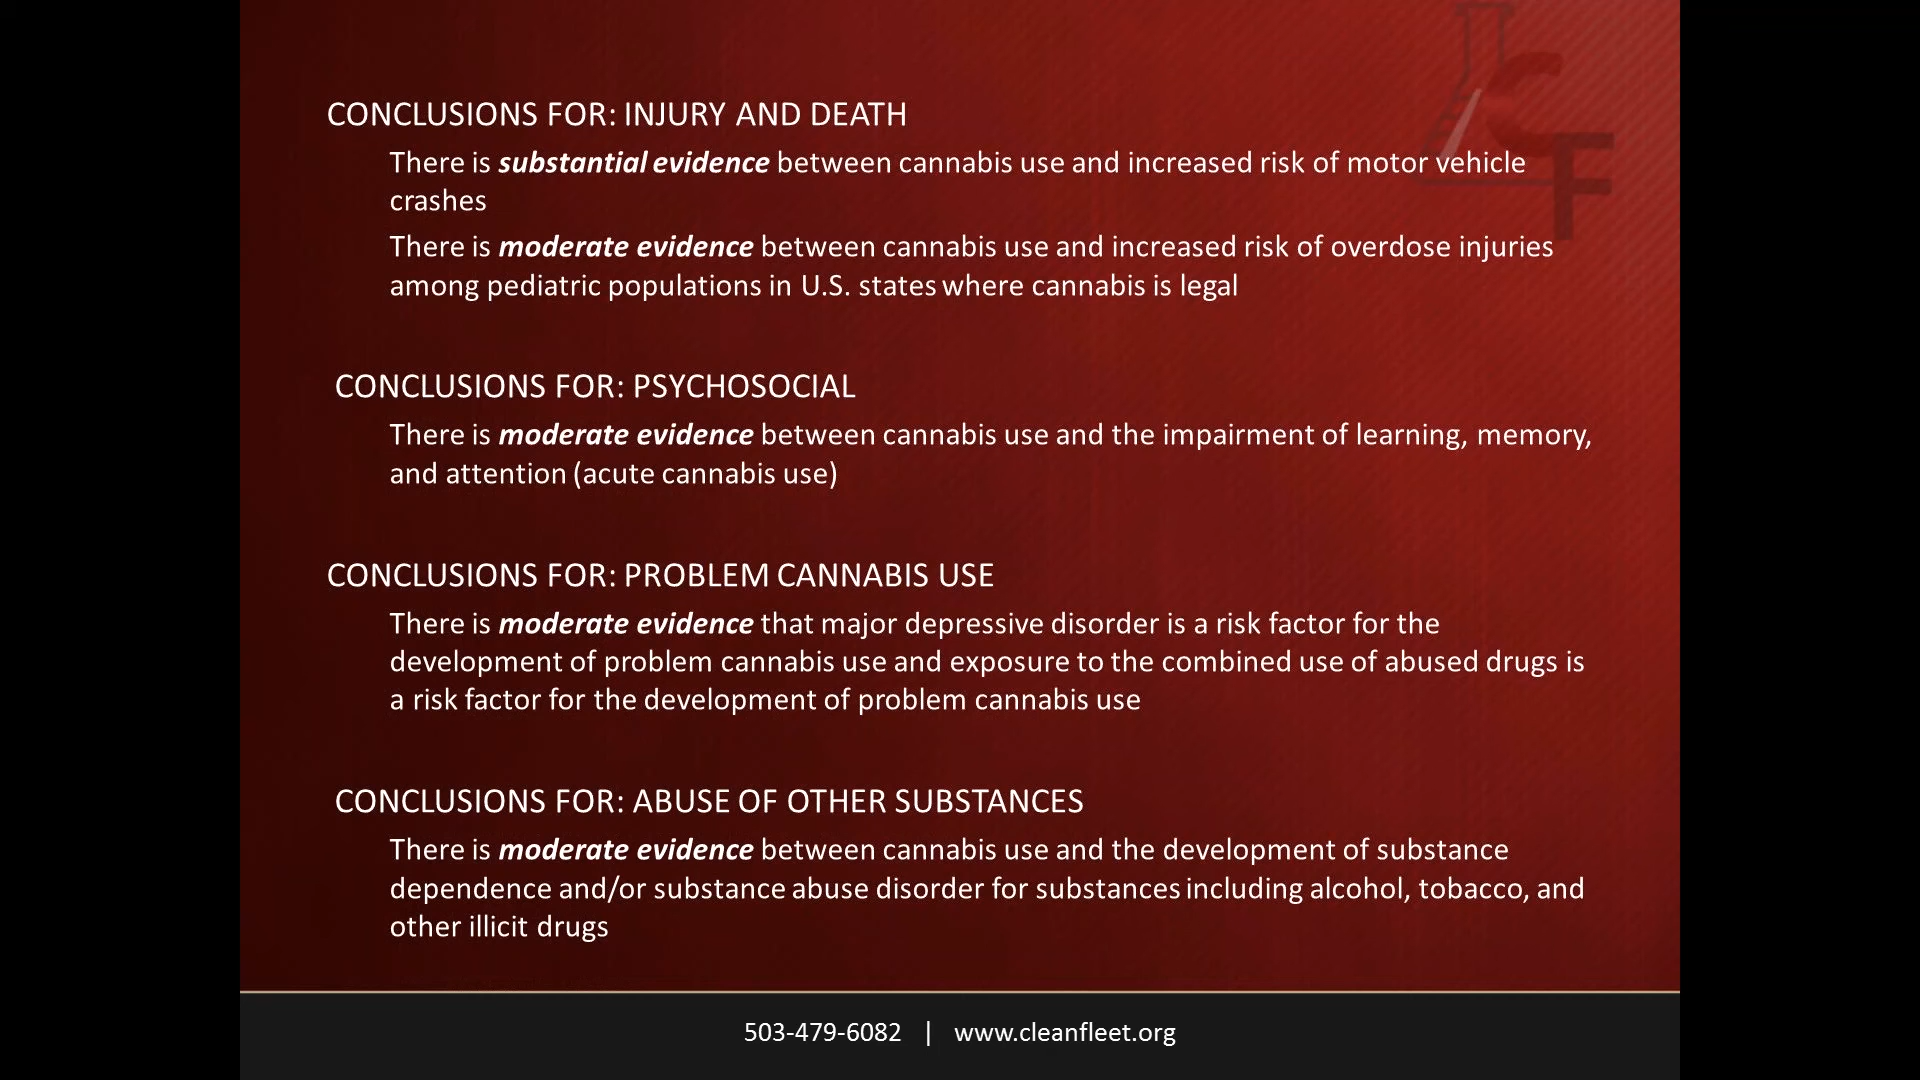 CONCLUSIONS FOR: INJURY AND DEATH
There is substantial evidence between cannabis use and increased risk of motor vehicle
crashes
There is moderate evidence between cannabis use and increased risk of overdose injuries
among pediatric populations in U.S. states where cannabis is legal
CONCLUSIONS FOR: PSYCHOSOCIAL
There is moderate evidence between cannabis use and the impairment of learning, memory,
and attention (acute cannabis use)
CONCLUSIONS FOR: PROBLEM CANNABIS USE
There is moderate evidence that major depressive disorder is a risk factor for the
development of problem cannabis use and exposure to the combined use of abused drugs is
a risk factor for the development of problem cannabis use
CONCLUSIONS FOR: ABUSE OF OTHER SUBSTANCES
There is moderate evidence between cannabis use and the development of substance
dependence and/or substance abuse disorder for substances including alcohol, tobacco, and
other illicit drugs
503-479-6082 | www.cleanfleet.org
CF